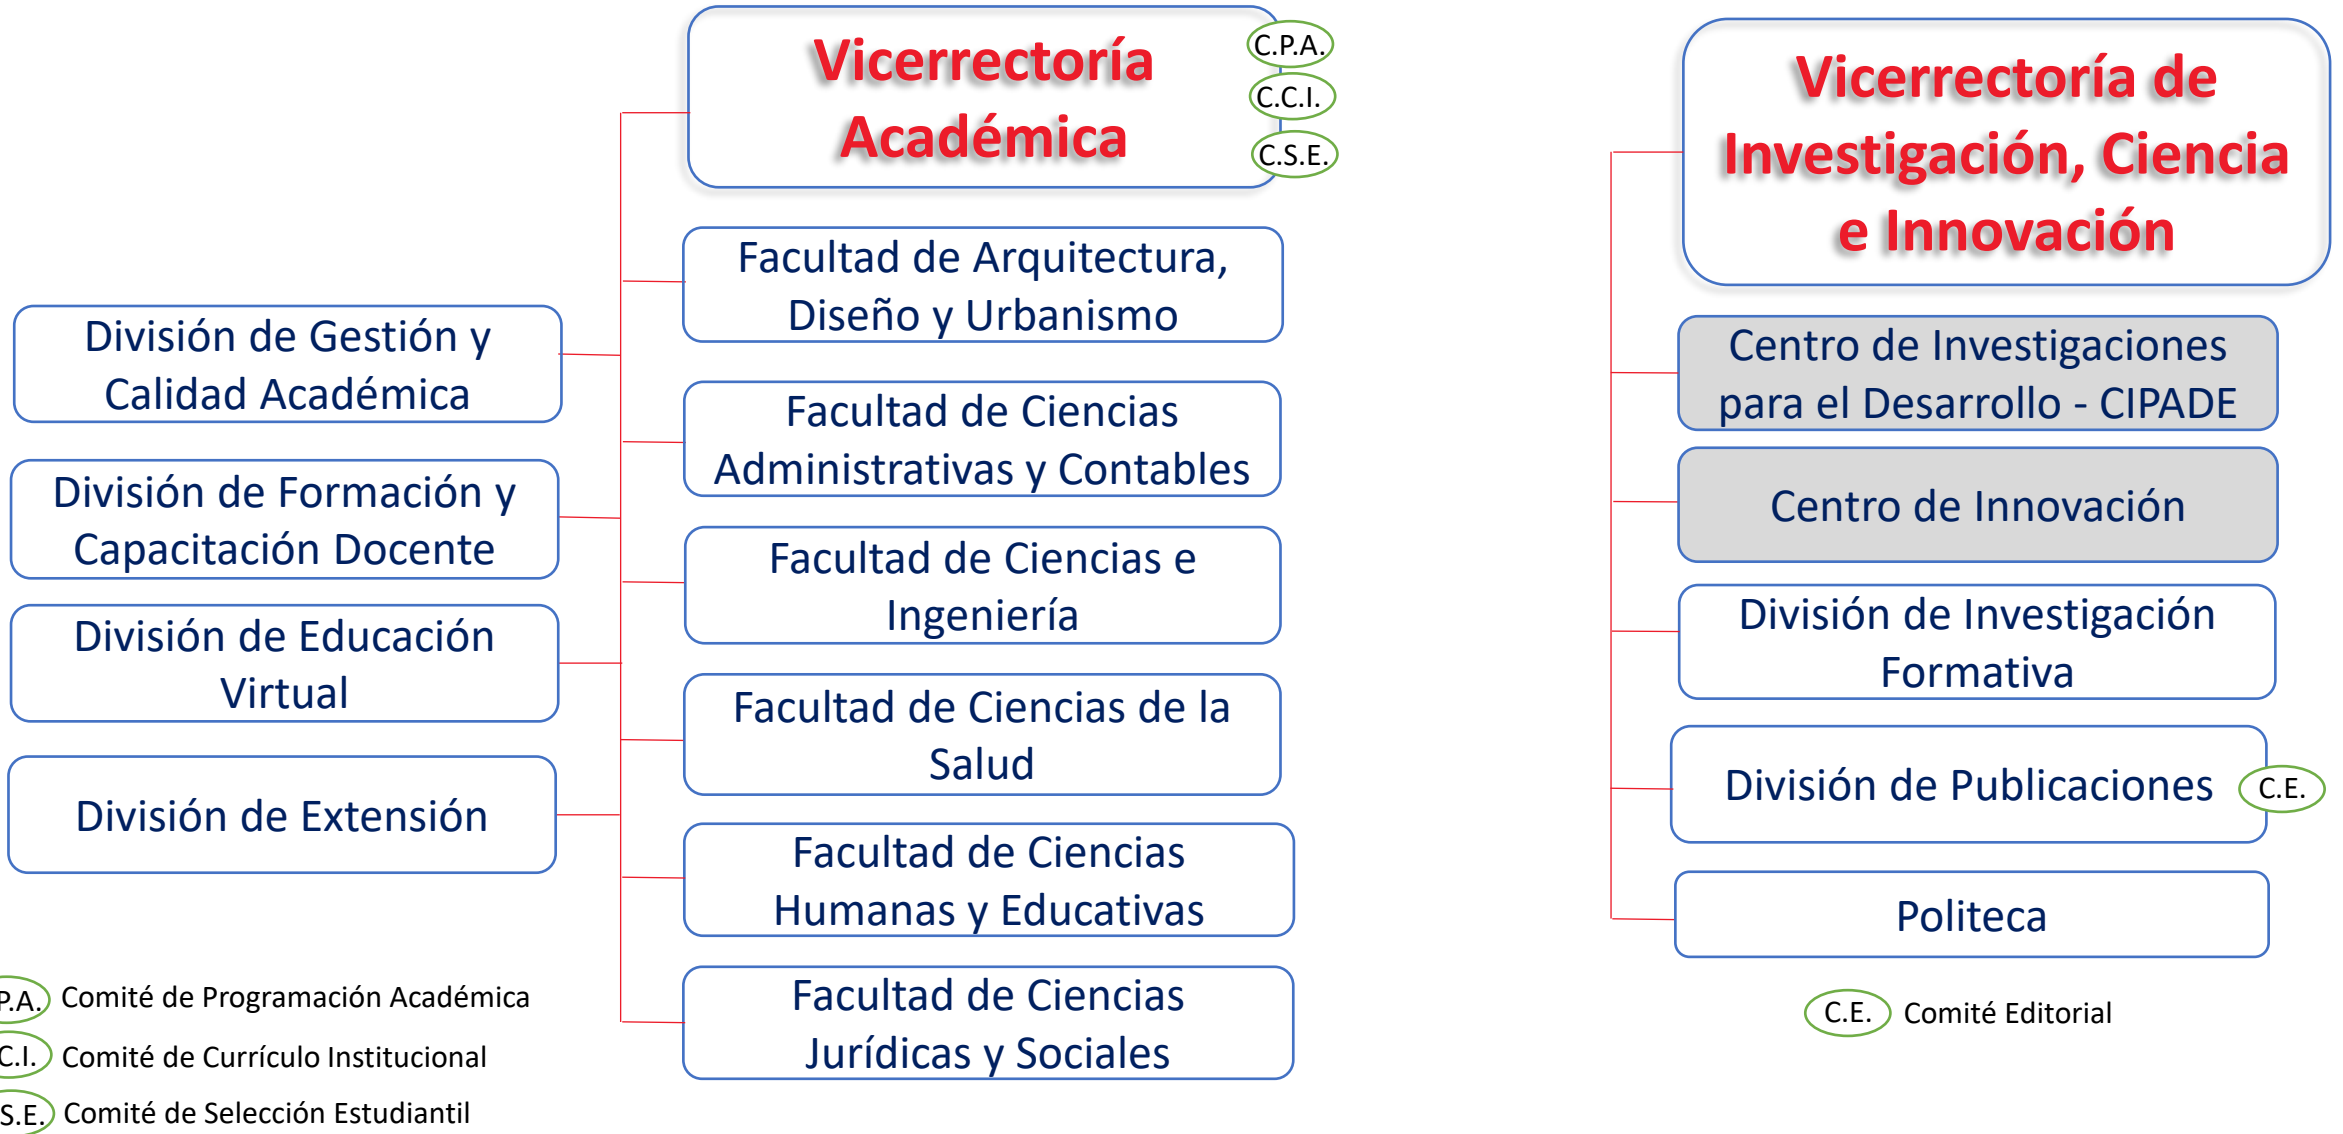 Vicerrectoría
Académica
C.P.A.
C.C.I.
C.S.E.
División de Gestión y
Calidad Académica
División de Formación y
Capacitación Docente
División de Educación
Virtual
División de Extensión
Facultad de Arquitectura,
Diseño y Urbanismo
Facultad de Ciencias
Administrativas y Contables
Facultad de Ciencias e
Ingeniería
Facultad de Ciencias de la
Salud
Facultad de Ciencias
Humanas y Educativas
Facultad de Ciencias
Jurídicas y Sociales
P.A. Comité de Programación Académica
C.I. Comité de Currículo Institucional
S.E. Comité de Selección Estudiantil
Vicerrectoría de
Investigación, Ciencia
e Innovación
Centro de Investigaciones
para el Desarrollo - CIPADE
Centro de Innovación
División de Investigación
Formativa
División de Publicaciones
C.E.
Politeca
C.E. Comité Editorial